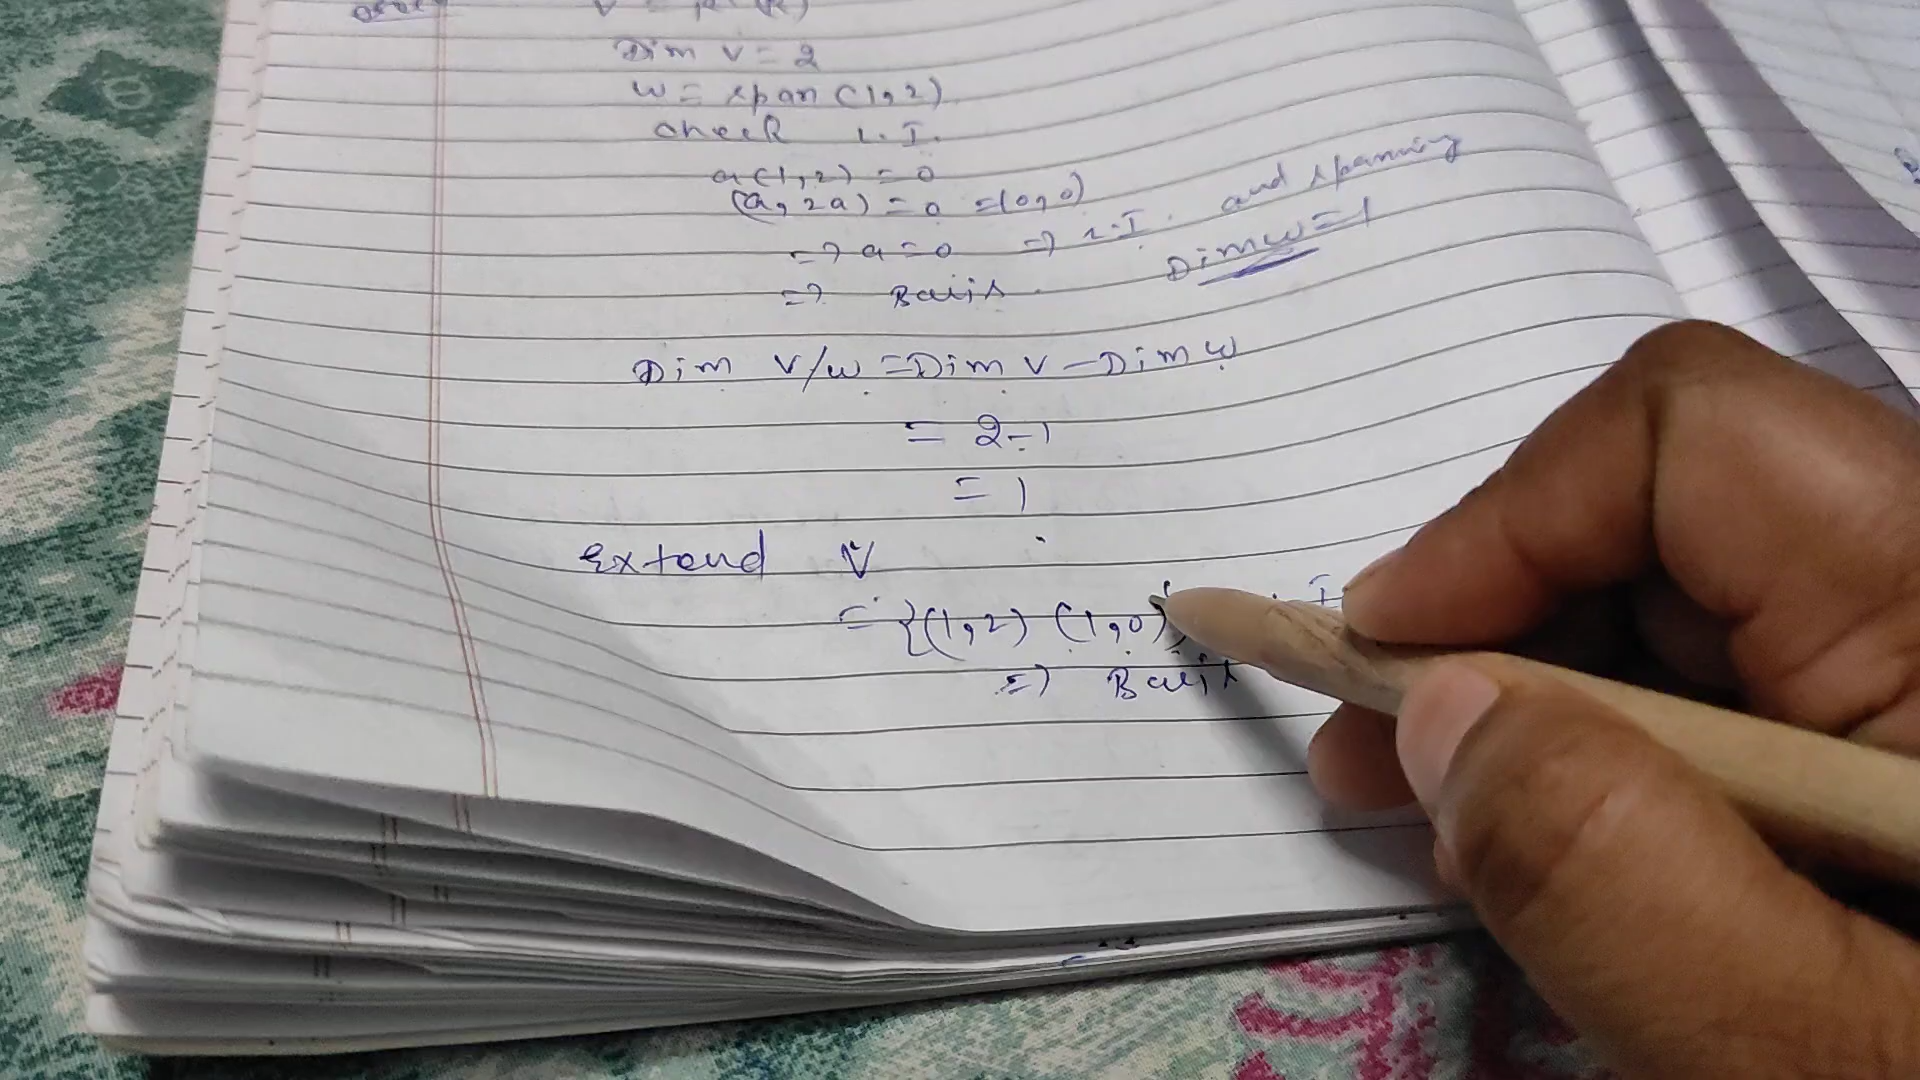 Dim V = 2
W = span (1, 2)
Check L.I.
a(1, 2) = 0
(a, 2a) = 0 = (0, 0)
=> a = 0 => L.I. and spanning
=> Basis. Dim W = 1
Dim V/W = Dim V - Dim W
= 2 - 1
= 1
Extend V
= {(1, 2) (1, 0)} I
=> Basis